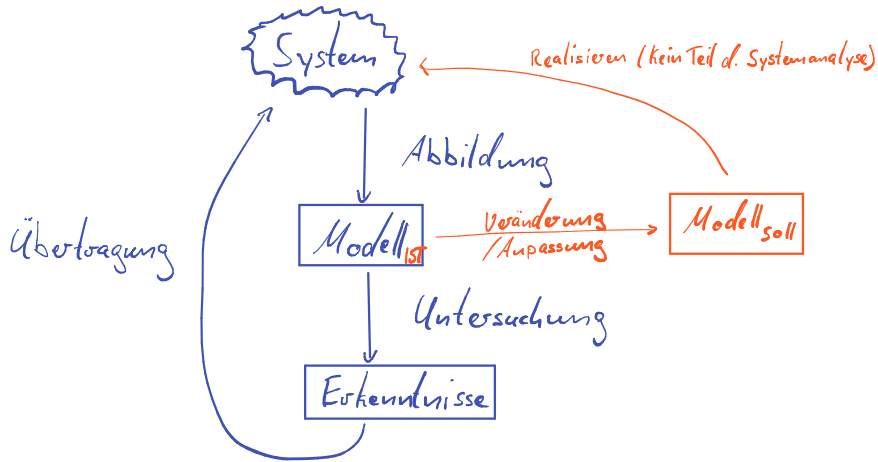 System
Realisieren (Kein Teil d. Systemanalyse)
Abbildung
Modell IST
Veränderung
/Anpassung
Modell Soll
Übertragung
Untersuchung
Erkenntnisse